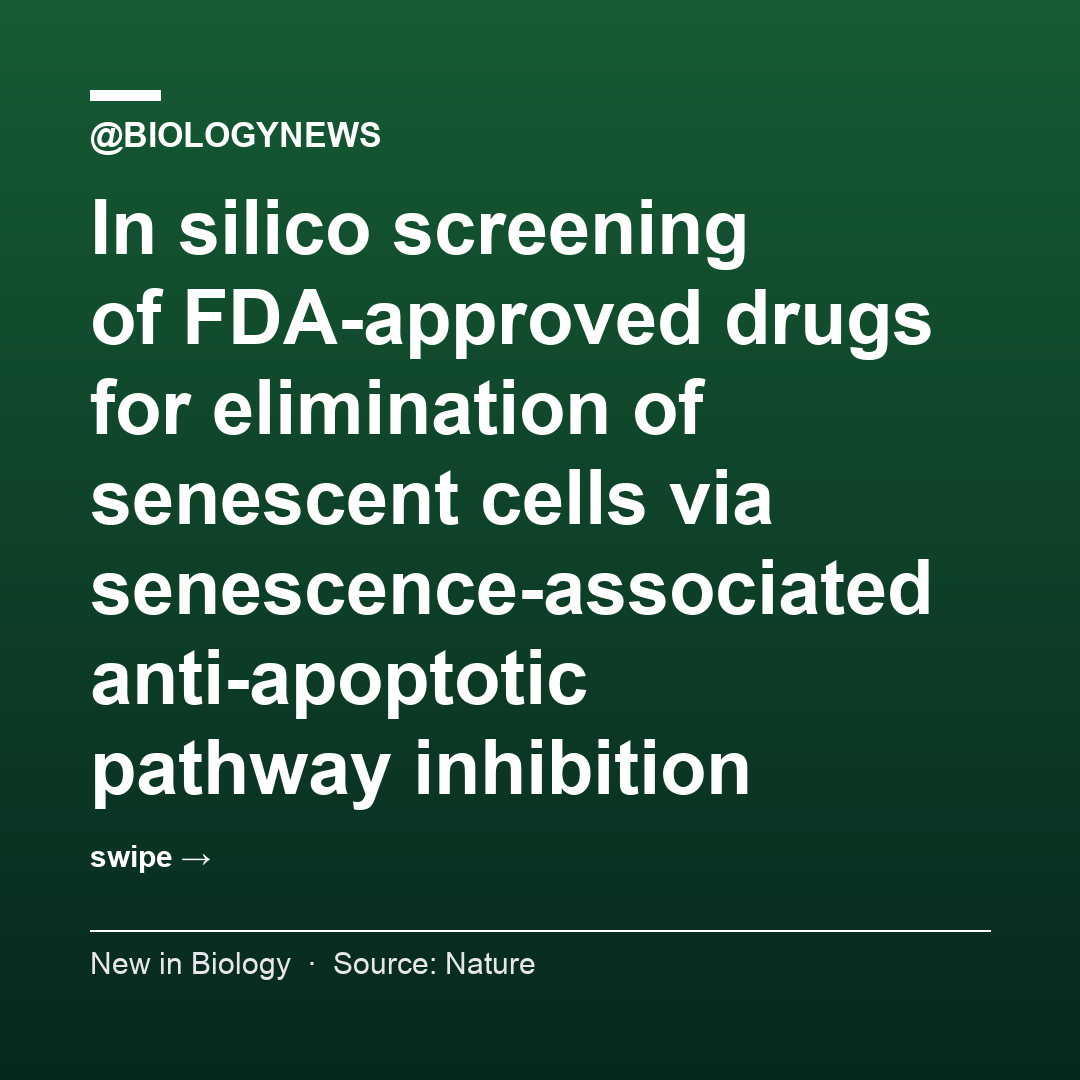 @BIOLOGYNEWS
In silico screening
of FDA-approved drugs
for elimination of
senescent cells via
senescence-associated
anti-apoptotic
pathway inhibition
swipe →
New in Biology · Source: Nature